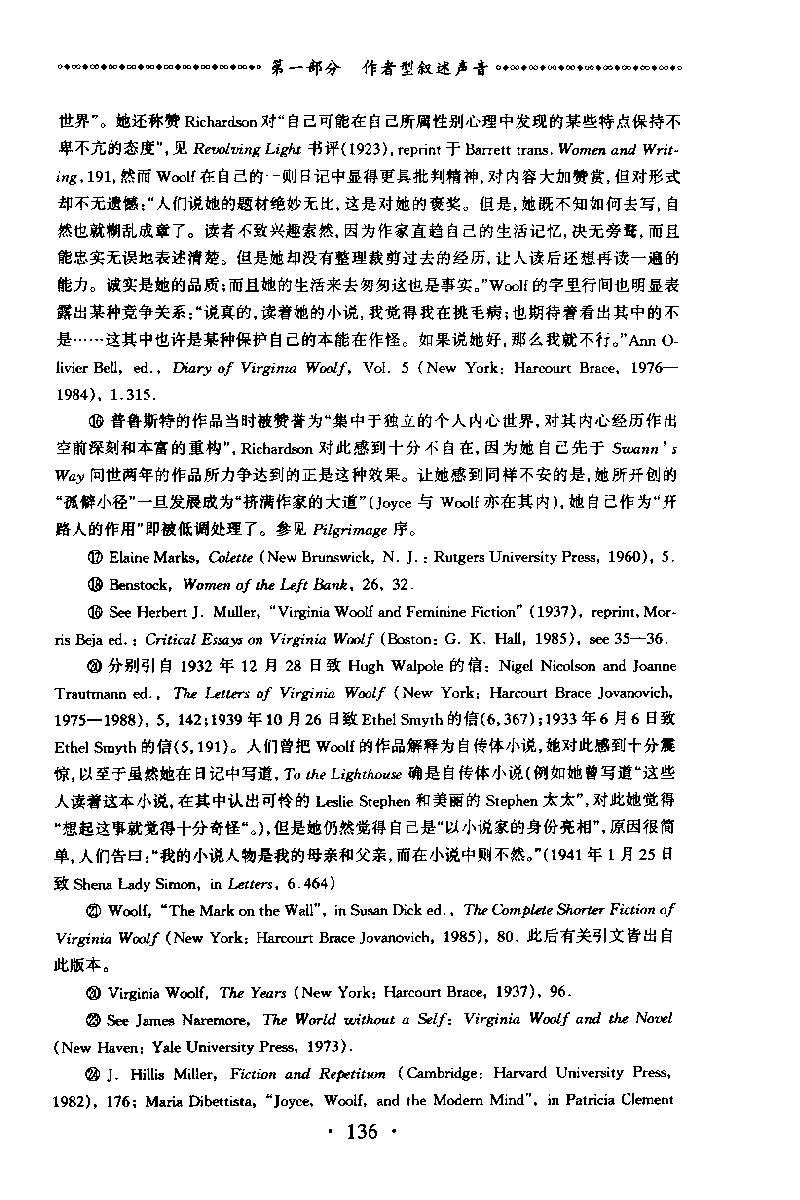 第一部分 作者型叙述声音
世界”。她还称赞 Richardson 对“自己可能在自己所属性别心理中发现的某些特点保持不
卑不亢的态度”,见 Revolving Light 书评(1923), reprint 于 Barrett trans. Women and Writ-
ing, 191,然而 Woolf 在自己的一则日记中显得更具批判精神,对内容大加赞赏,但对形式
却不无遗憾:“人们说她的题材绝妙无比,这是对她的褒奖。但是,她既不知如何去写,自
然也就糊乱成章了。读者不致兴趣索然,因为作家直趋自己的生活记忆,决无旁骛,而且
能忠实无误地表述清楚。但是她却没有整理裁剪过去的经历,让人读后还想再读一遍的
能力。诚实是她的品质;而且她的生活来去匆匆这也是事实。”Woolf 的字里行间也明显表
露出某种竞争关系:“说真的,读着她的小说,我觉得我在挑毛病;也期待着看出其中的不
是……这其中也许是某种保护自己的本能在作怪。如果说她好,那么我就不行。”Ann O-
livier Bell, ed., Diary of Virginia Woolf, Vol. 5 (New York: Harcourt Brace, 1976—
1984), 1.315.
⑯ 普鲁斯特的作品当时被赞誉为“集中于独立的个人内心世界,对其内心经历作出
空前深刻和本富的重构”, Richardson 对此感到十分不自在,因为她自己先于 Swann's
Way 问世两年的作品所力争达到的正是这种效果。让她感到同样不安的是,她所开创的
“孤僻小径”一旦发展成为“挤满作家的大道”(Joyce 与 Woolf 亦在其内),她自己作为“开
路人的作用”即被低调处理了。参见 Pilgrimage 序。
⑰ Elaine Marks, Colette (New Brunswick, N. J.: Rutgers University Press, 1960), 5.
⑱ Benstock, Women of the Left Bank, 26, 32.
⑯ See Herbert J. Muller, “Virginia Woolf and Feminine Fiction” (1937), reprint, Mor-
ris Beja ed.: Critical Essays on Virginia Woolf (Boston: G. K. Hall, 1985), see 35—36.
⑳ 分别引自 1932 年 12 月 28 日致 Hugh Walpole 的信: Nigel Nicolson and Joanne
Trautmann ed., The Letters of Virginia Woolf (New York: Harcourt Brace Jovanovich,
1975—1988), 5, 142;1939 年 10 月 26 日致 Ethel Smyth 的信(6,367);1933 年 6 月 6 日致
Ethel Smyth 的信(5,191)。人们曾把 Woolf 的作品解释为自传体小说,她对此感到十分震
惊,以至于虽然她在日记中写道, To the Lighthouse 确是自传体小说(例如她曾写道“这些
人读着这本小说,在其中认出可怜的 Leslie Stephen 和美丽的 Stephen 太太”,对此她觉得
“想起这事就觉得十分奇怪“。),但是她仍然觉得自己是“以小说家的身份亮相”,原因很简
单,人们告曰:“我的小说人物是我的母亲和父亲,而在小说中则不然。”(1941 年 1 月 25 日
致 Shena Lady Simon, in Letters, 6.464)
㉑ Woolf, “The Mark on the Wall”, in Susan Dick ed., The Complete Shorter Fiction of
Virginia Woolf (New York: Harcourt Brace Jovanovich, 1985), 80. 此后有关引文皆出自
此版本。
⑳ Virginia Woolf, The Years (New York: Harcourt Brace, 1937), 96.
㉓ See James Naremore, The World without a Self: Virginia Woolf and the Novel
(New Haven: Yale University Press, 1973).
㉔ J. Hillis Miller, Fiction and Repetition (Cambridge: Harvard University Press,
1982), 176; Maria Dibettista, “Joyce, Woolf, and the Modern Mind”, in Patricia Clement
· 136 ·